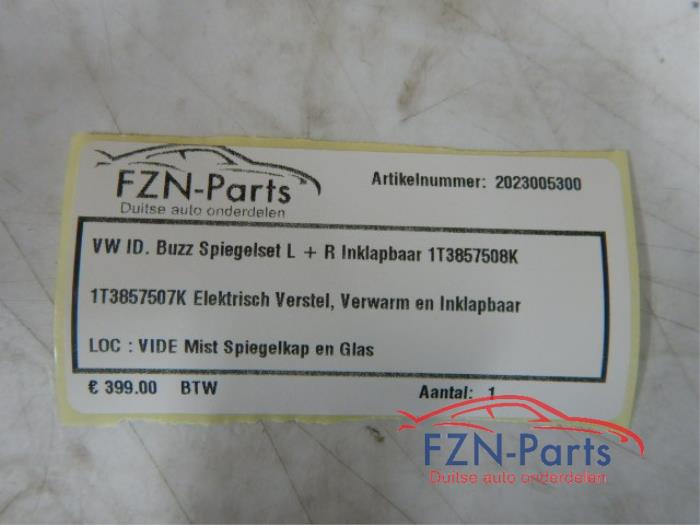 FZN-Parts
Duitse auto onderdelen
Artikelnummer: 2023005300
VW ID. Buzz Spiegelset L + R Inklapbaar 1T3857508K
1T3857507K Elektrisch Verstel, Verwarm en Inklapbaar
LOC : VIDE Mist Spiegelkap en Glas
€ 399.00 BTW
Aantal: 1
FZN-Parts
Duitse auto onderdelen